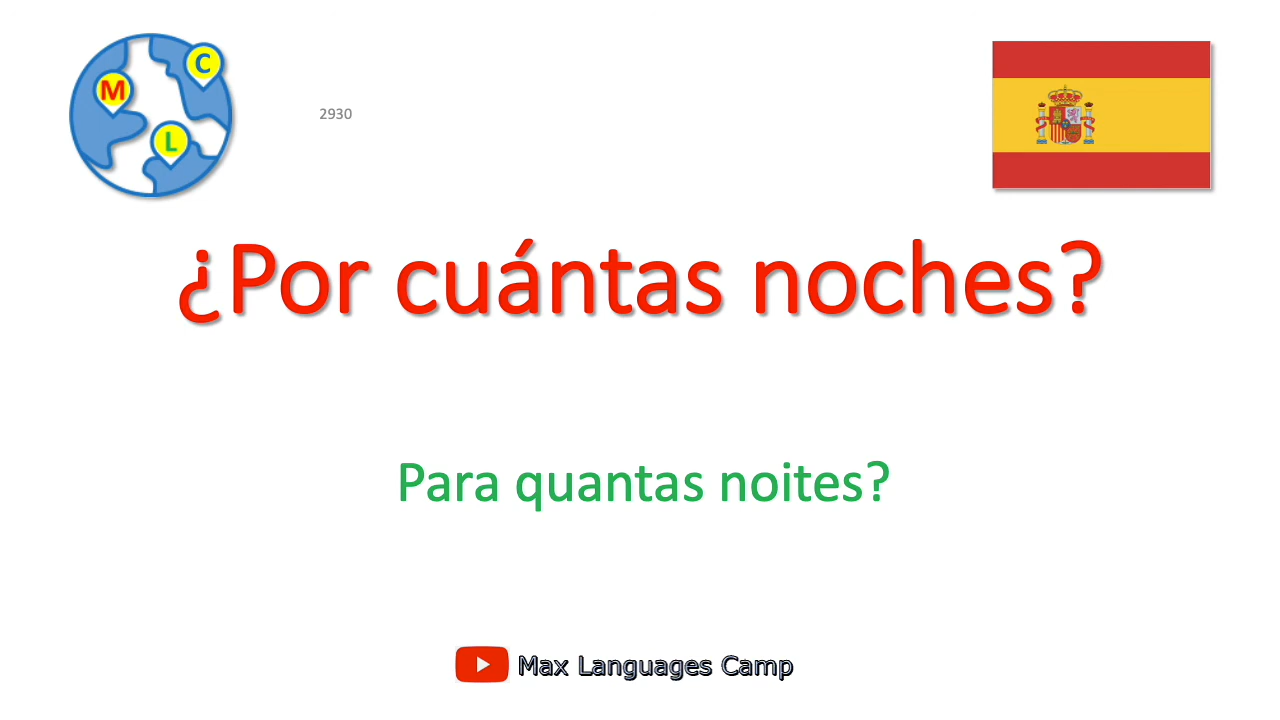 M
C
L
2930
¿Por cuántas noches?
Para quantas noites?
Max Languages Camp